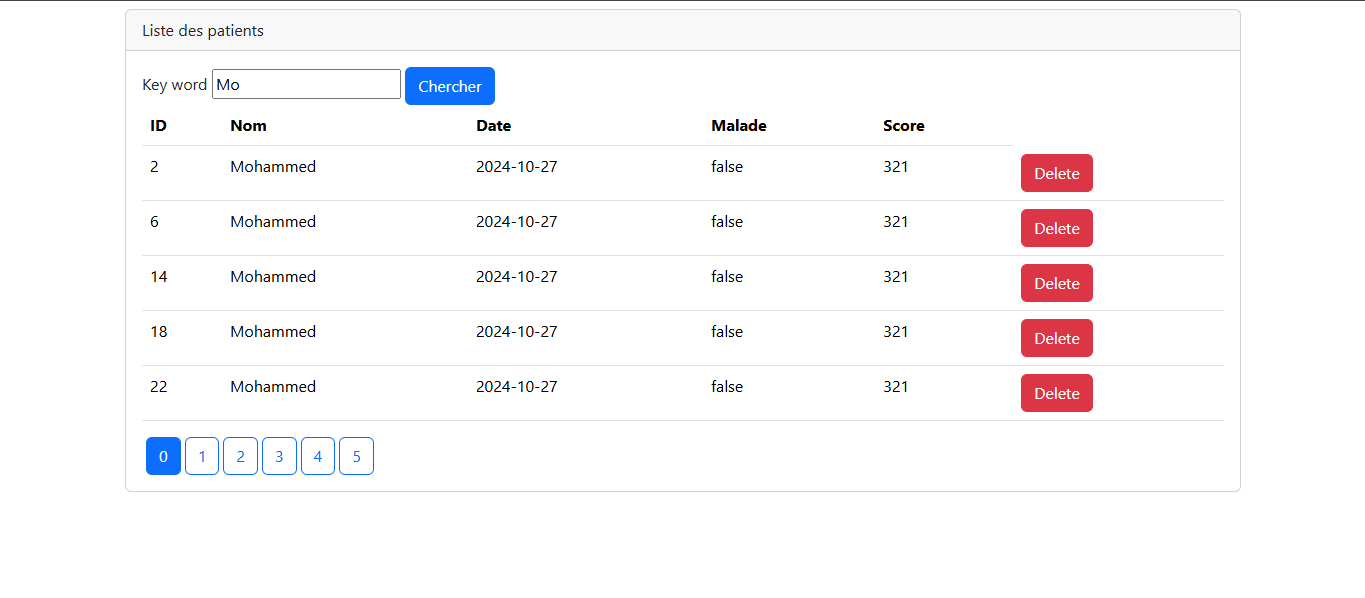 Liste des patients
Key word Mo Chercher
ID Nom Date Malade Score
2 Mohammed 2024-10-27 false 321 Delete
6 Mohammed 2024-10-27 false 321 Delete
14 Mohammed 2024-10-27 false 321 Delete
18 Mohammed 2024-10-27 false 321 Delete
22 Mohammed 2024-10-27 false 321 Delete
0 1 2 3 4 5